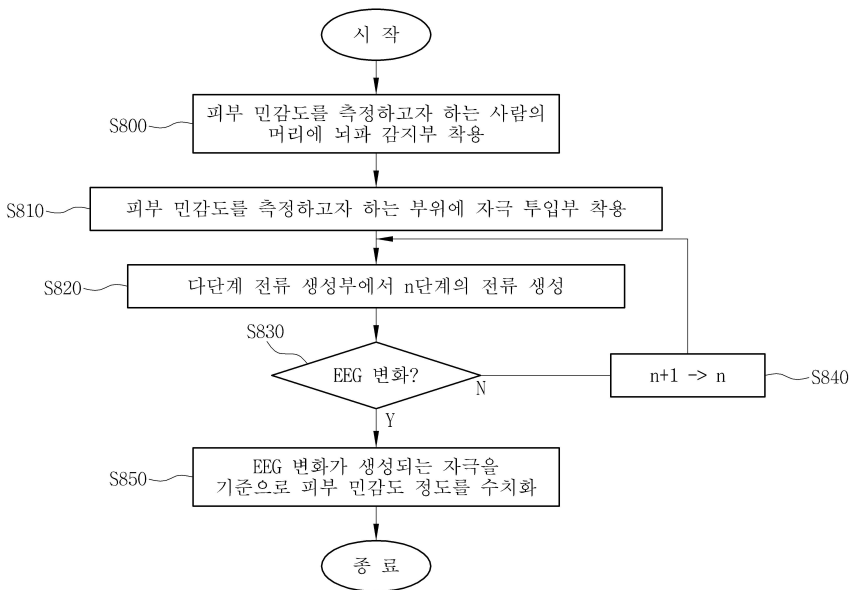 시 작
S800
피부 민감도를 측정하고자 하는 사람의
머리에 뇌파 감지부 착용
S810
피부 민감도를 측정하고자 하는 부위에 자극 투입부 착용
S820
다단계 전류 생성부에서 n단계의 전류 생성
S830
EEG 변화?
N
n+1 -> n
S840
Y
S850
EEG 변화가 생성되는 자극을
기준으로 피부 민감도 정도를 수치화
종 료